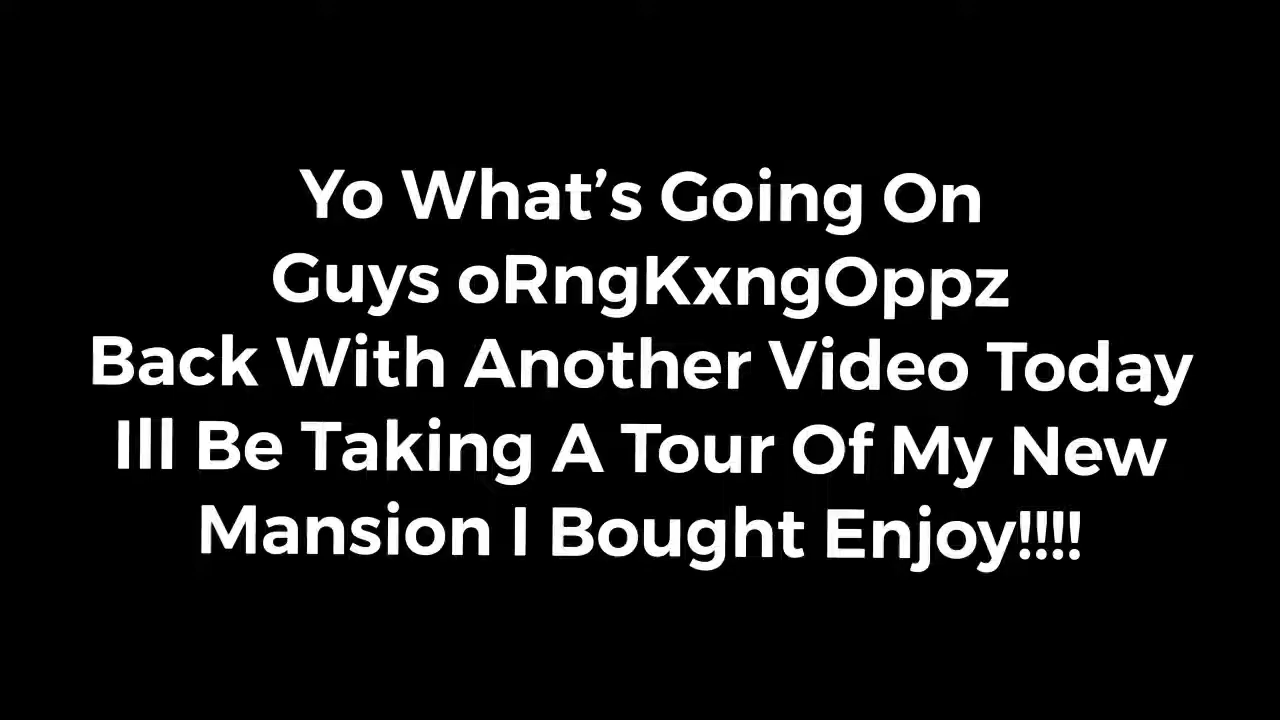 Yo What’s Going On
Guys oRngKxngOppz
Back With Another Video Today
Ill Be Taking A Tour Of My New
Mansion I Bought Enjoy!!!!